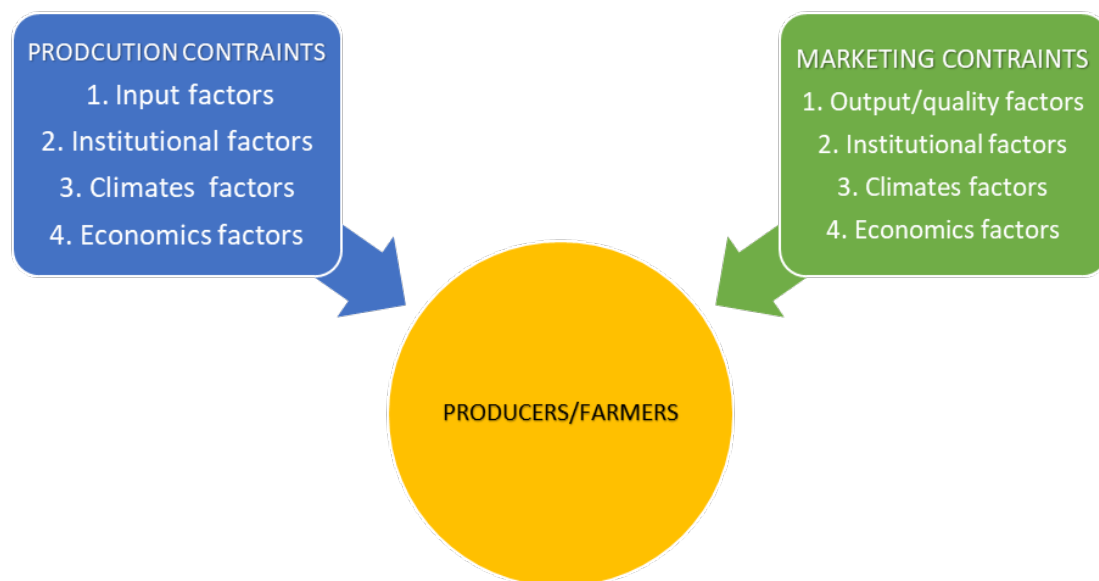 PRODCUTION CONTRAINTS
1. Input factors
2. Institutional factors
3. Climates factors
4. Economics factors
MARKETING CONTRAINTS
1. Output/quality factors
2. Institutional factors
3. Climates factors
4. Economics factors
PRODUCERS/FARMERS